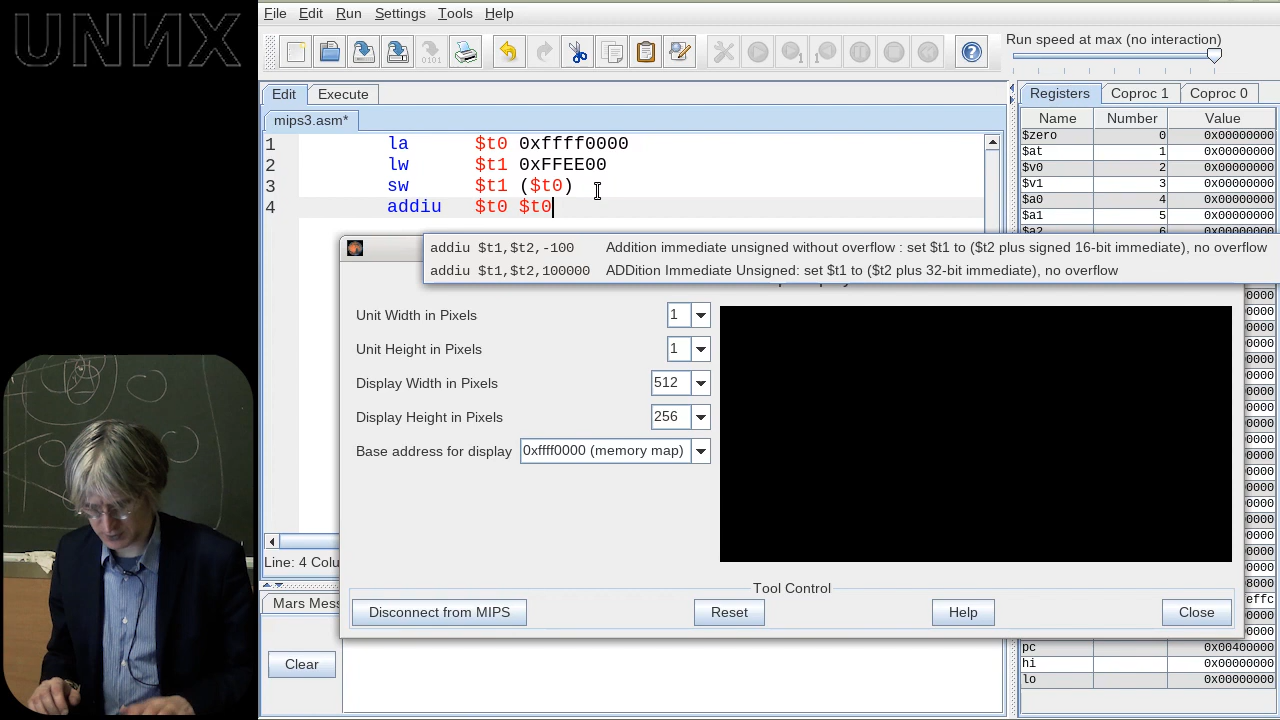 UNIX
File Edit Run Settings Tools Help
Run speed at max (no interaction)
Edit Execute
mips3.asm*
1 la $t0 0xffff0000
2 lw $t1 0xFFEE00
3 sw $t1 ($t0)
4 addiu $t0 $t0
addiu $t1,$t2,-100 Addition immediate unsigned without overflow : set $t1 to ($t2 plus signed 16-bit immediate), no overflow
addiu $t1,$t2,100000 ADDition Immediate Unsigned: set $t1 to ($t2 plus 32-bit immediate), no overflow
Unit Width in Pixels 1
Unit Height in Pixels 1
Display Width in Pixels 512
Display Height in Pixels 256
Base address for display 0xffff0000 (memory map)
Tool Control
Disconnect from MIPS Reset Help Close
Line: 4 Colu
Mars Mess
Clear
Registers Coproc 1 Coproc 0
Name Number Value
$zero 0 0x00000000
$at 1 0x00000000
$v0 2 0x00000000
$v1 3 0x00000000
$a0 4 0x00000000
$a1 5 0x00000000
$a2 6 0x00000000
pc 0x00400000
hi 0x00000000
lo 0x00000000